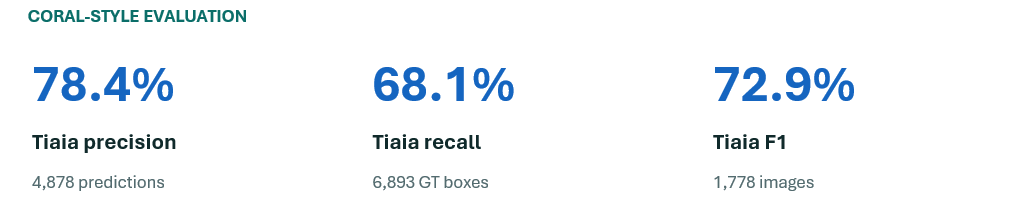 CORAL-STYLE EVALUATION
78.4% 68.1% 72.9%
Tiaia precision Tiaia recall Tiaia F1
4,878 predictions 6,893 GT boxes 1,778 images